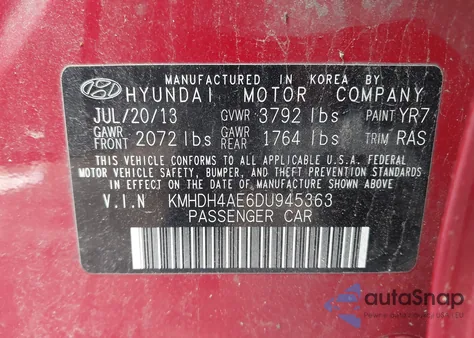 MANUFACTURED IN KOREA BY
HYUNDAI MOTOR COMPANY
JUL/20/13 GVWR 3792 lbs PAINT YR7
GAWR FRONT 2072 lbs GAWR REAR 1764 lbs TRIM RAS
THIS VEHICLE CONFORMS TO ALL APPLICABLE U.S.A. FEDERAL
MOTOR VEHICLE SAFETY, BUMPER, AND THEFT PREVENTION STANDARDS
IN EFFECT ON THE DATE OF MANUFACTURE SHOWN ABOVE.
V.I.N KMHDH4AE6DU945363
PASSENGER CAR
autoSnap